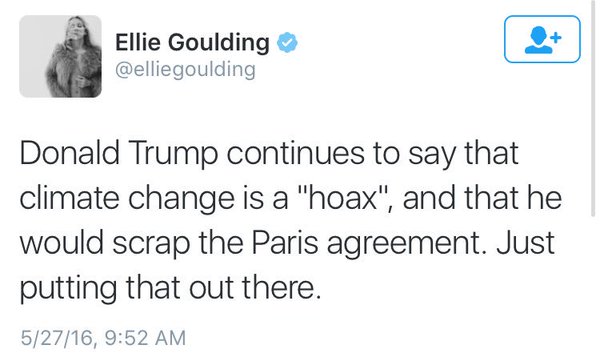 Ellie Goulding
@elliegoulding
Donald Trump continues to say that
climate change is a "hoax", and that he
would scrap the Paris agreement. Just
putting that out there.
5/27/16, 9:52 AM